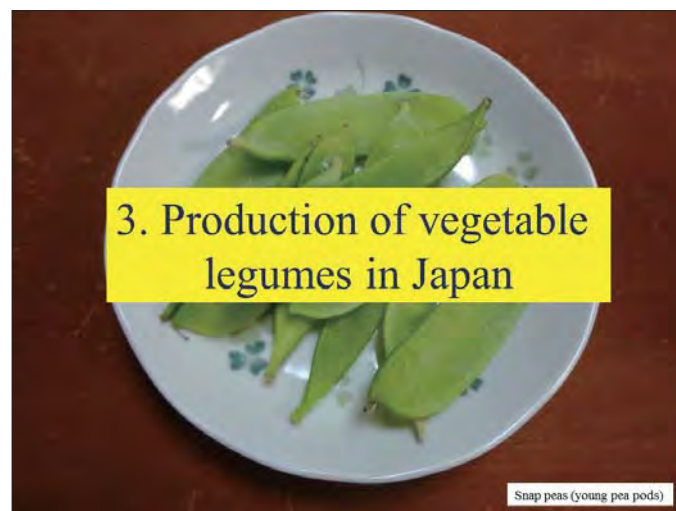 3. Production of vegetable
legumes in Japan
Snap peas (young pea pods)